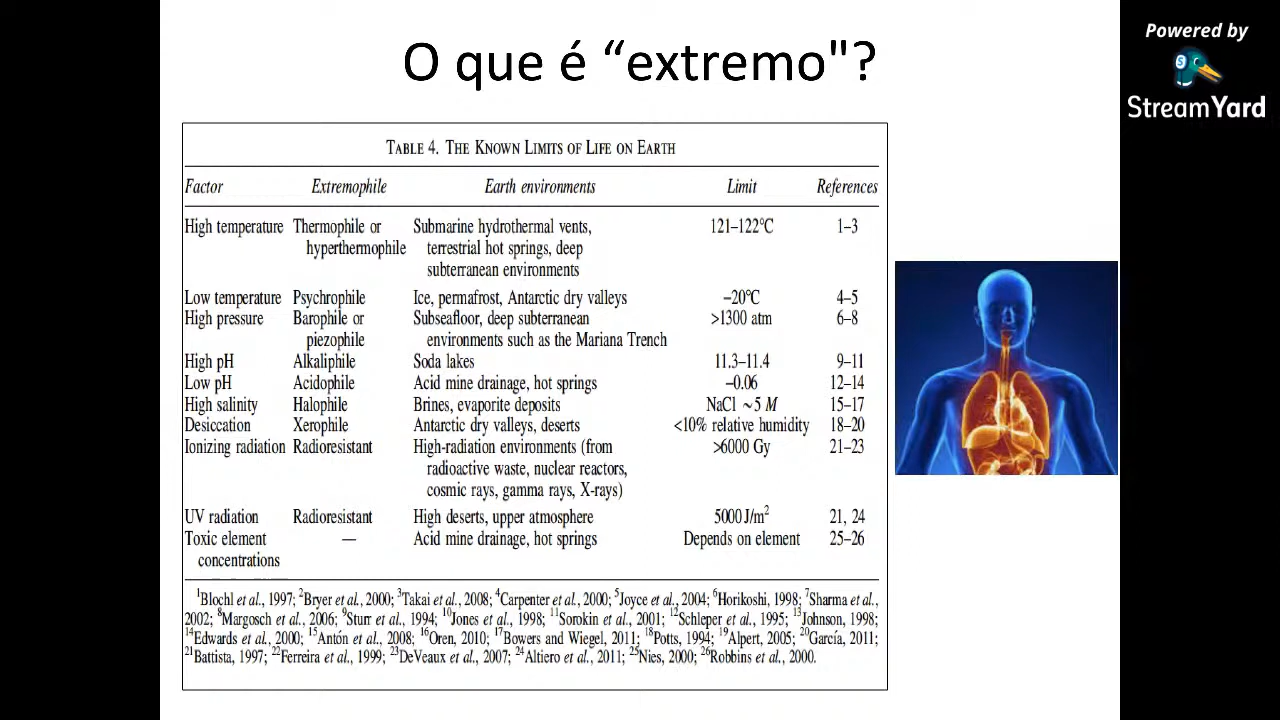 O que é “extremo"?
Powered by
StreamYard
TABLE 4. THE KNOWN LIMITS OF LIFE ON EARTH
Factor Extremophile Earth environments Limit References
High temperature Thermophile or Submarine hydrothermal vents, 121–122°C 1–3
hyperthermophile terrestrial hot springs, deep
subterranean environments
Low temperature Psychrophile Ice, permafrost, Antarctic dry valleys –20°C 4–5
High pressure Barophile or Subseafloor, deep subterranean >1300 atm 6–8
piezophile environments such as the Mariana Trench
High pH Alkaliphile Soda lakes 11.3–11.4 9–11
Low pH Acidophile Acid mine drainage, hot springs –0.06 12–14
High salinity Halophile Brines, evaporite deposits NaCl ~5 M 15–17
Desiccation Xerophile Antarctic dry valleys, deserts <10% relative humidity 18–20
Ionizing radiation Radioresistant High-radiation environments (from >6000 Gy 21–23
radioactive waste, nuclear reactors,
cosmic rays, gamma rays, X-rays)
UV radiation Radioresistant High deserts, upper atmosphere 5000 J/m² 21, 24
Toxic element — Acid mine drainage, hot springs Depends on element 25–26
concentrations
¹Blochl et al., 1997; ²Bryer et al., 2000; ³Takai et al., 2008; ⁴Carpenter et al., 2000; ⁵Joyce et al., 2004; ⁶Horikoshi, 1998; ⁷Sharma et al.,
2002; ⁸Margosch et al., 2006; ⁹Sturr et al., 1994; ¹⁰Jones et al., 1998; ¹¹Sorokin et al., 2001; ¹²Schleper et al., 1995; ¹³Johnson, 1998;
¹⁴Edwards et al., 2000; ¹⁵Antón et al., 2008; ¹⁶Oren, 2010; ¹⁷Bowers and Wiegel, 2011; ¹⁸Potts, 1994; ¹⁹Alpert, 2005; ²⁰García, 2011;
²¹Battista, 1997; ²²Ferreira et al., 1999; ²³DeVeaux et al., 2007; ²⁴Altiero et al., 2011; ²⁵Nies, 2000; ²⁶Robbins et al., 2000.